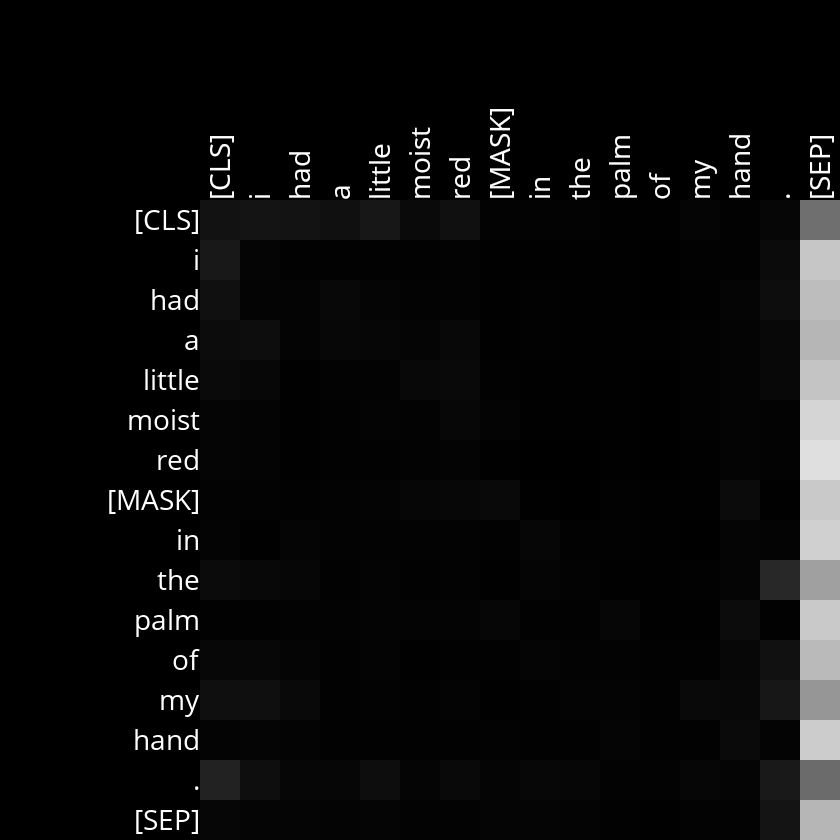 [CLS] i had a little moist red [MASK] in the palm of my hand . [SEP]
[CLS]
i
had
a
little
moist
red
[MASK]
in
the
palm
of
my
hand
.
[SEP]